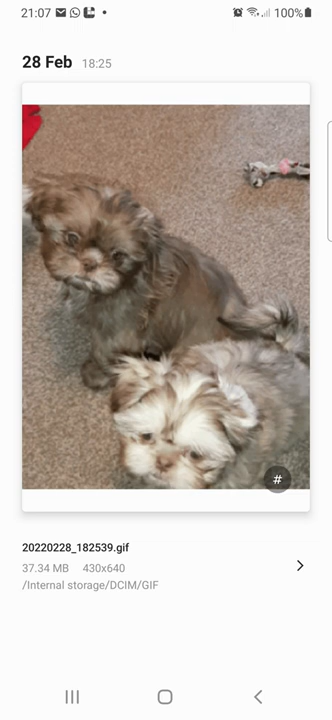 21:07 100%
28 Feb 18:25
#
20220228_182539.gif
37.34 MB 430x640
/Internal storage/DCIM/GIF